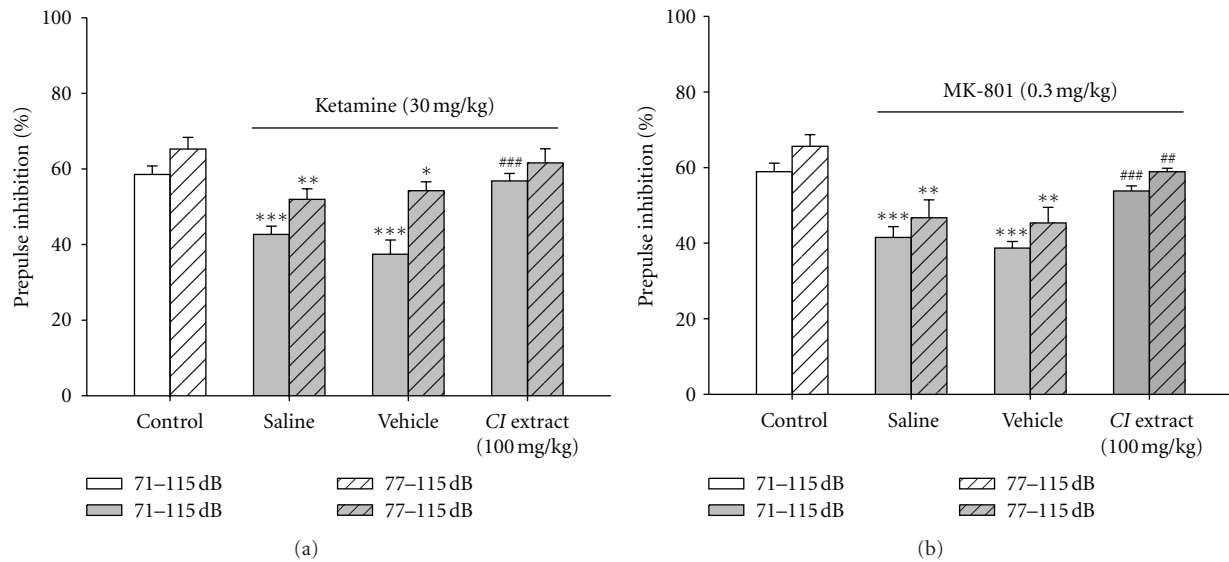 100
80
60
40
20
0
Prepulse inhibition (%)
Ketamine (30 mg/kg)
***
**
***
*
###
Control
Saline
Vehicle
CI extract
(100 mg/kg)
71–115 dB
77–115 dB
71–115 dB
77–115 dB
(a)
100
80
60
40
20
0
Prepulse inhibition (%)
MK-801 (0.3 mg/kg)
***
**
***
**
###
##
Control
Saline
Vehicle
CI extract
(100 mg/kg)
71–115 dB
77–115 dB
71–115 dB
77–115 dB
(b)